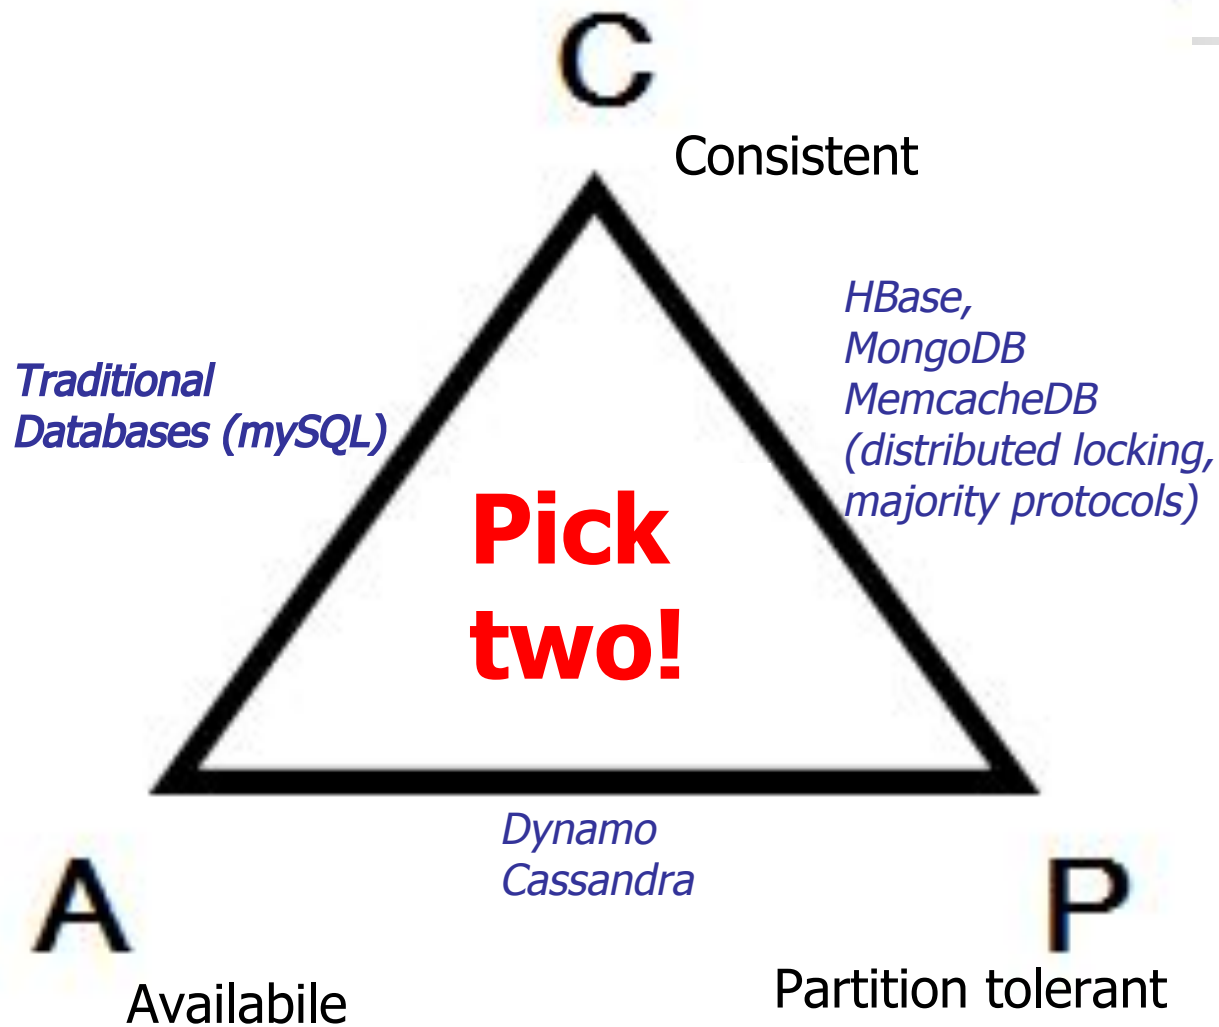 C
Consistent
HBase,
MongoDB
MemcacheDB
(distributed locking,
majority protocols)
Traditional
Databases (mySQL)
Pick
two!
Dynamo
Cassandra
A
Availabile
P
Partition tolerant